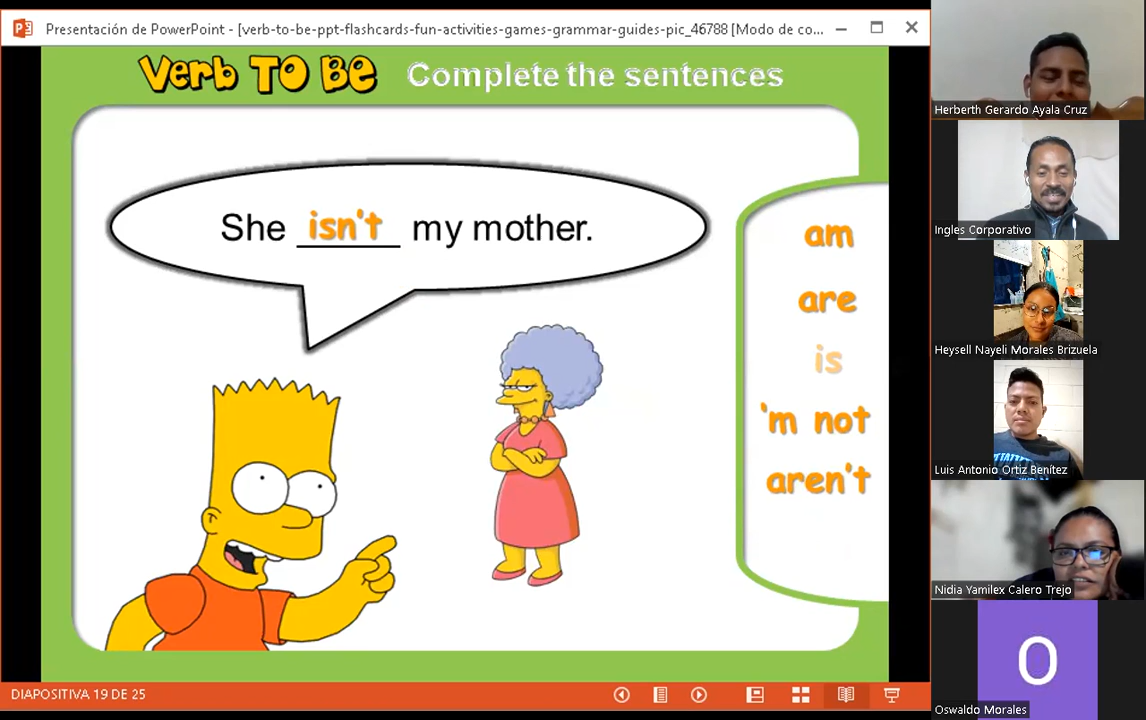 Presentación de PowerPoint - [verb-to-be-ppt-flashcards-fun-activities-games-grammar-guides-pic_46788 [Modo de co...
Verb TO Be Complete the sentences
She isn't my mother.
am
are
is
'm not
aren't
DIAPOSITIVA 19 DE 25
Herberth Gerardo Ayala Cruz
Ingles Corporativo
Heysell Nayeli Morales Brizuela
Luis Antonio Ortiz Benítez
Nidia Yamilex Calero Trejo
O
Oswaldo Morales